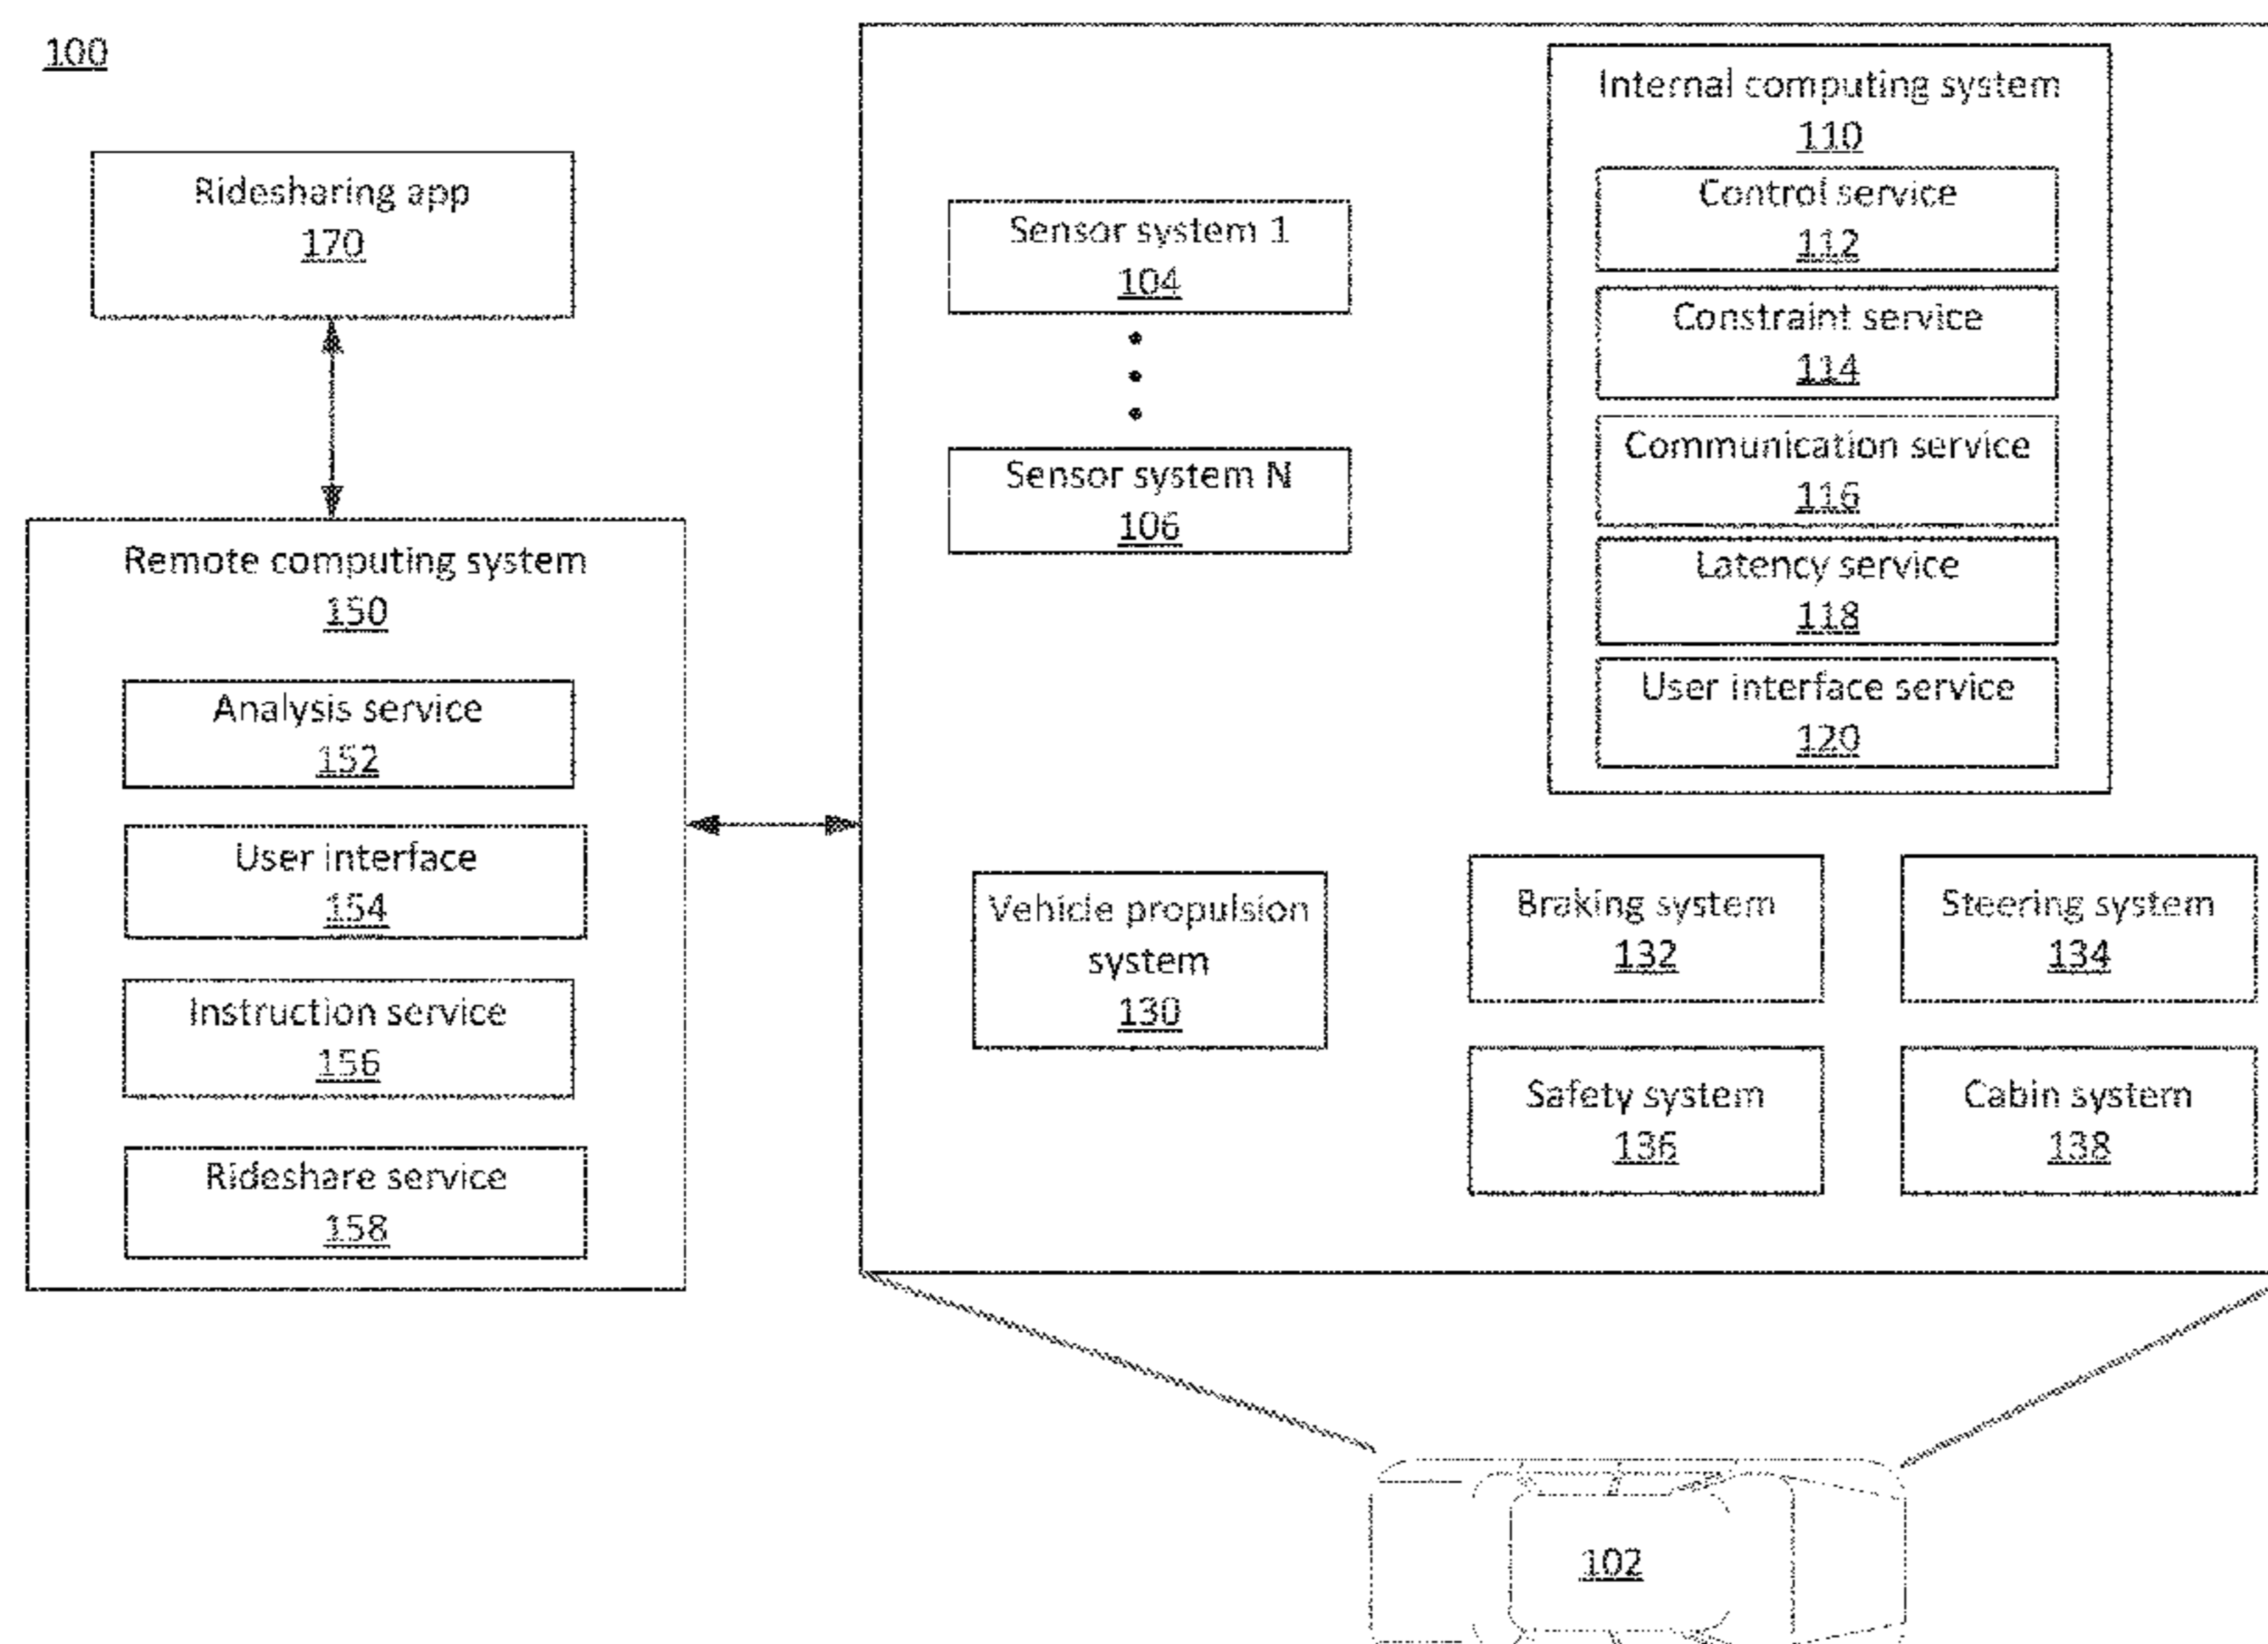 100
Ridesharing app
170
Remote computing system
150
Analysis service
152
User interface
154
Instruction service
156
Rideshare service
158
Sensor system 1
104
Sensor system N
106
Internal computing system
110
Control service
112
Constraint service
114
Communication service
116
Latency service
118
User interface service
120
Vehicle propulsion
system
130
Braking system
132
Steering system
134
Safety system
136
Cabin system
138
102